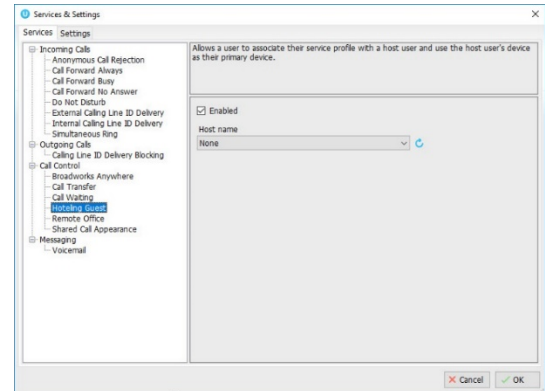 Services & Settings
Services Settings
Incoming Calls
Anonymous Call Rejection
Call Forward Always
Call Forward Busy
Call Forward No Answer
Do Not Disturb
External Calling Line ID Delivery
Internal Calling Line ID Delivery
Simultaneous Ring
Outgoing Calls
Calling Line ID Delivery Blocking
Call Control
Broadworks Anywhere
Call Transfer
Call Waiting
Hoteling Guest
Remote Office
Shared Call Appearance
Messaging
Voicemail
Allows a user to associate their service profile with a host user and use the host user's device
as their primary device.
Enabled
Host name
None
Cancel OK